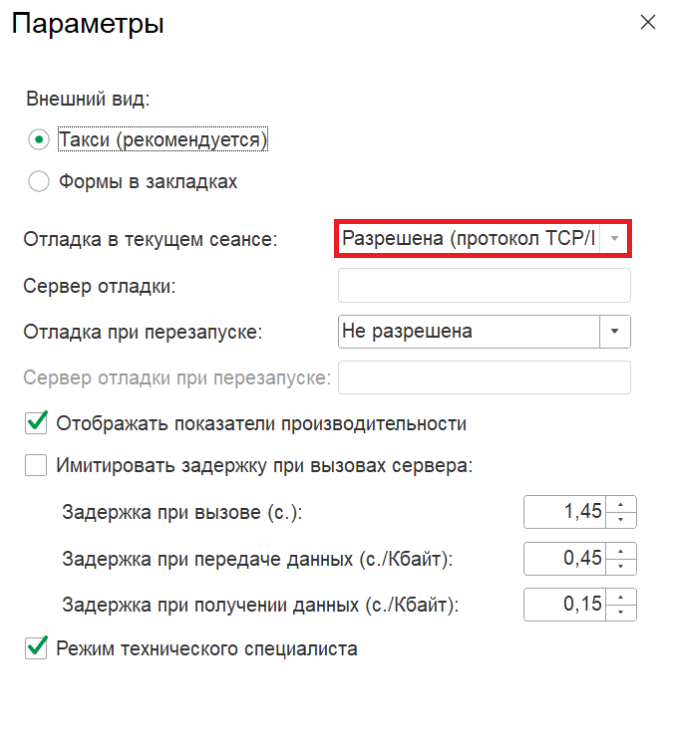 Параметры
Внешний вид:
Такси (рекомендуется)
Формы в закладках
Отладка в текущем сеансе: Разрешена (протокол TCP/I
Сервер отладки:
Отладка при перезапуске: Не разрешена
Сервер отладки при перезапуске:
Отображать показатели производительности
Имитировать задержку при вызовах сервера:
Задержка при вызове (с.): 1,45
Задержка при передаче данных (с./Кбайт): 0,45
Задержка при получении данных (с./Кбайт): 0,15
Режим технического специалиста